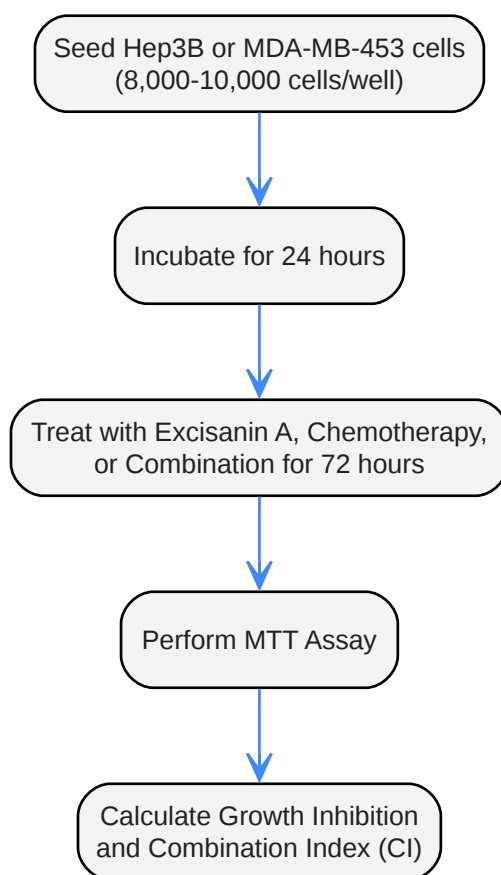 Seed Hep3B or MDA-MB-453 cells
(8,000-10,000 cells/well)
Incubate for 24 hours
Treat with Excisanin A, Chemotherapy,
or Combination for 72 hours
Perform MTT Assay
Calculate Growth Inhibition
and Combination Index (CI)